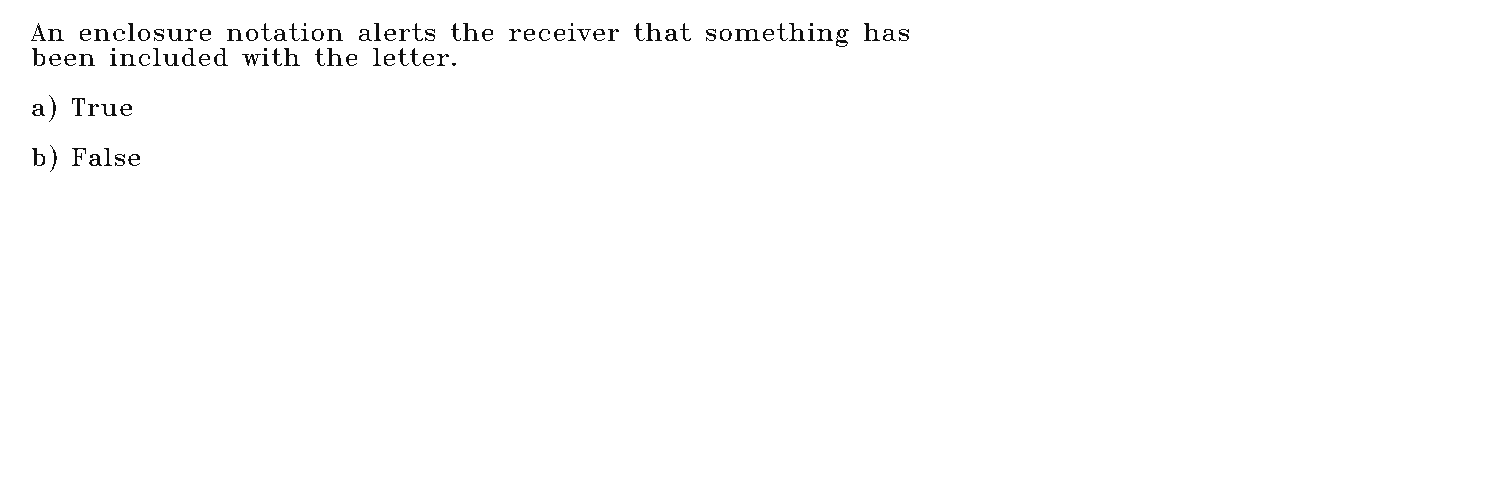 An enclosure notation alerts the receiver that something has
been included with the letter.
a) True
b) False